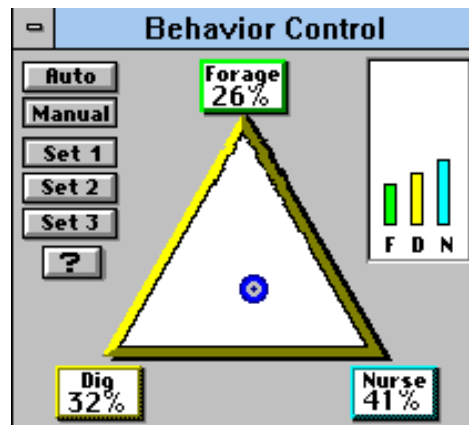 Behavior Control
Auto
Manual
Set 1
Set 2
Set 3
?
Forage
26%
F D N
Dig
32%
Nurse
41%